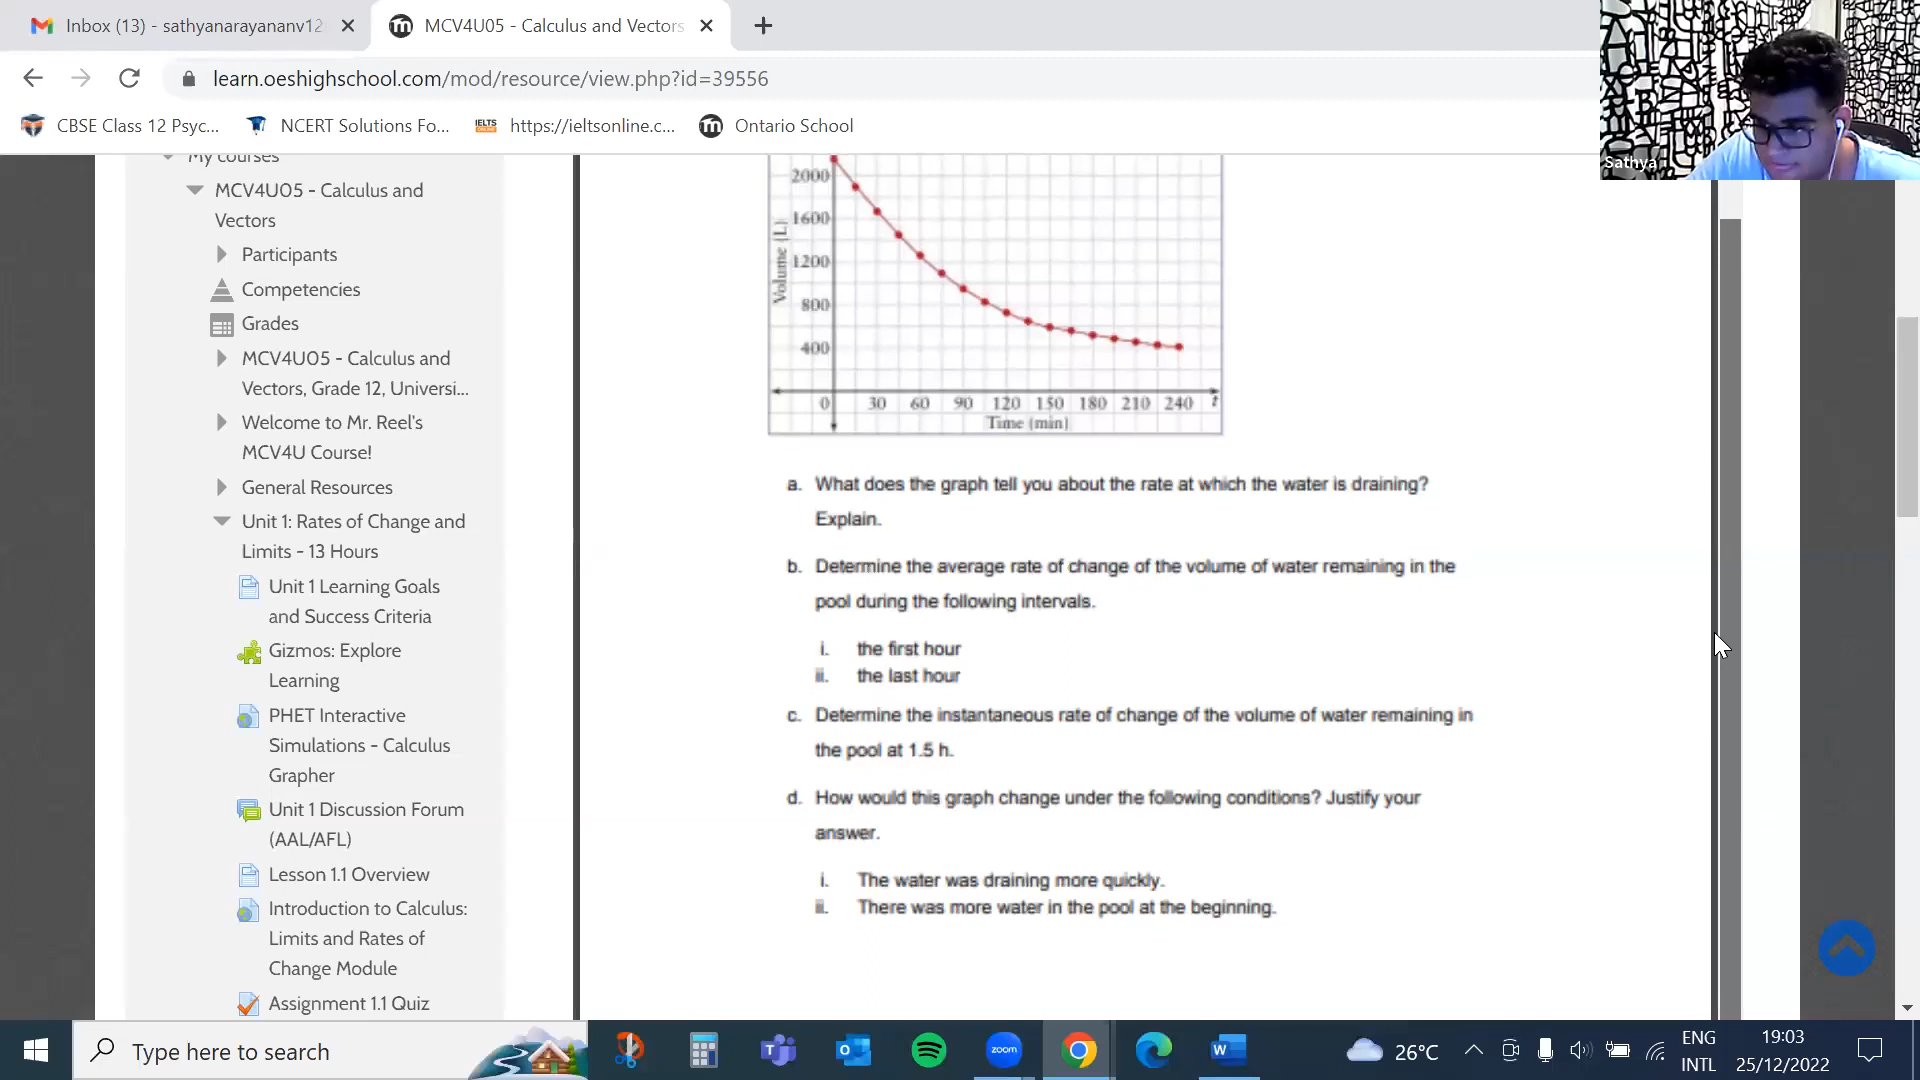 Inbox (13) - sathyanarayananv12
MCV4U05 - Calculus and Vectors
learn.oeshighschool.com/mod/resource/view.php?id=39556
CBSE Class 12 Psyc...
NCERT Solutions Fo...
IELTS
https://ieltsonline.c...
Ontario School
Sathya
My courses
MCV4U05 - Calculus and
Vectors
Participants
Competencies
Grades
MCV4U05 - Calculus and
Vectors, Grade 12, Universi...
Welcome to Mr. Reel's
MCV4U Course!
General Resources
Unit 1: Rates of Change and
Limits - 13 Hours
Unit 1 Learning Goals
and Success Criteria
Gizmos: Explore
Learning
PHET Interactive
Simulations - Calculus
Grapher
Unit 1 Discussion Forum
(AAL/AFL)
Lesson 1.1 Overview
Introduction to Calculus:
Limits and Rates of
Change Module
Assignment 1.1 Quiz
Volume (L)
2000
1600
1200
800
400
0 30 60 90 120 150 180 210 240 t
Time (min)
a. What does the graph tell you about the rate at which the water is draining?
Explain.
b. Determine the average rate of change of the volume of water remaining in the
pool during the following intervals.
i. the first hour
ii. the last hour
c. Determine the instantaneous rate of change of the volume of water remaining in
the pool at 1.5 h.
d. How would this graph change under the following conditions? Justify your
answer.
i. The water was draining more quickly.
ii. There was more water in the pool at the beginning.
Type here to search
zoom
26°C
ENG
INTL
19:03
25/12/2022